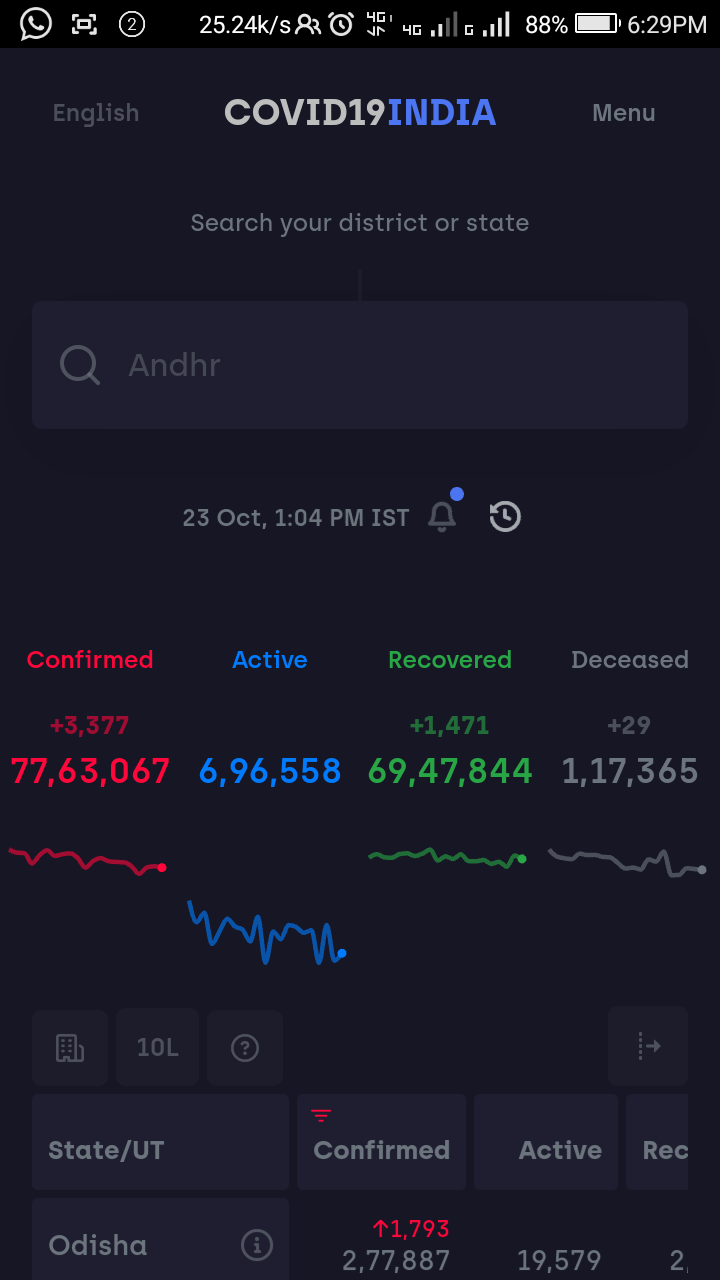 2 25.24k/s 4G 4G G 88% 6:29PM
English COVID19INDIA Menu
Search your district or state
Andhr
23 Oct, 1:04 PM IST
Confirmed Active Recovered Deceased
+3,377 +1,471 +29
77,63,067 6,96,558 69,47,844 1,17,365
10L ?
State/UT Confirmed Active Rec
↑1,793
Odisha i 2,77,887 19,579 2,